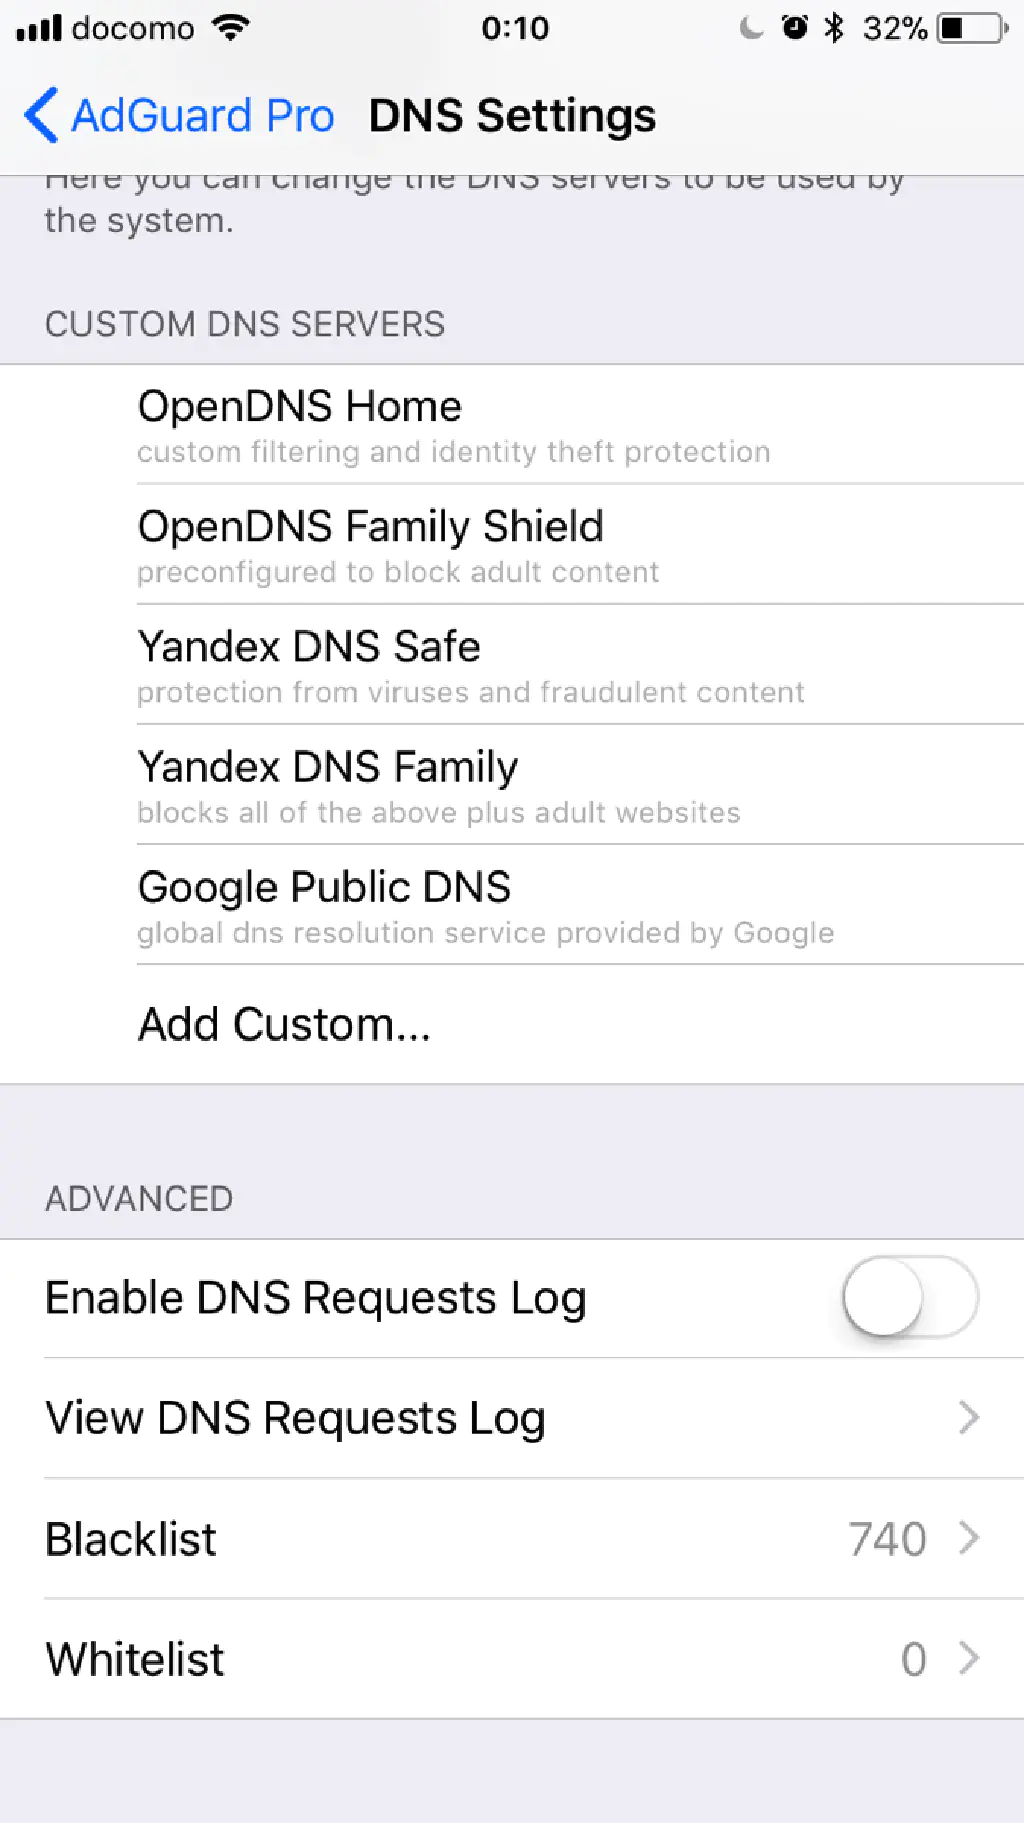 docomo 0:10 32%
AdGuard Pro DNS Settings
Here you can change the DNS servers to be used by
the system.
CUSTOM DNS SERVERS
OpenDNS Home
custom filtering and identity theft protection
OpenDNS Family Shield
preconfigured to block adult content
Yandex DNS Safe
protection from viruses and fraudulent content
Yandex DNS Family
blocks all of the above plus adult websites
Google Public DNS
global dns resolution service provided by Google
Add Custom...
ADVANCED
Enable DNS Requests Log
View DNS Requests Log
Blacklist 740
Whitelist 0